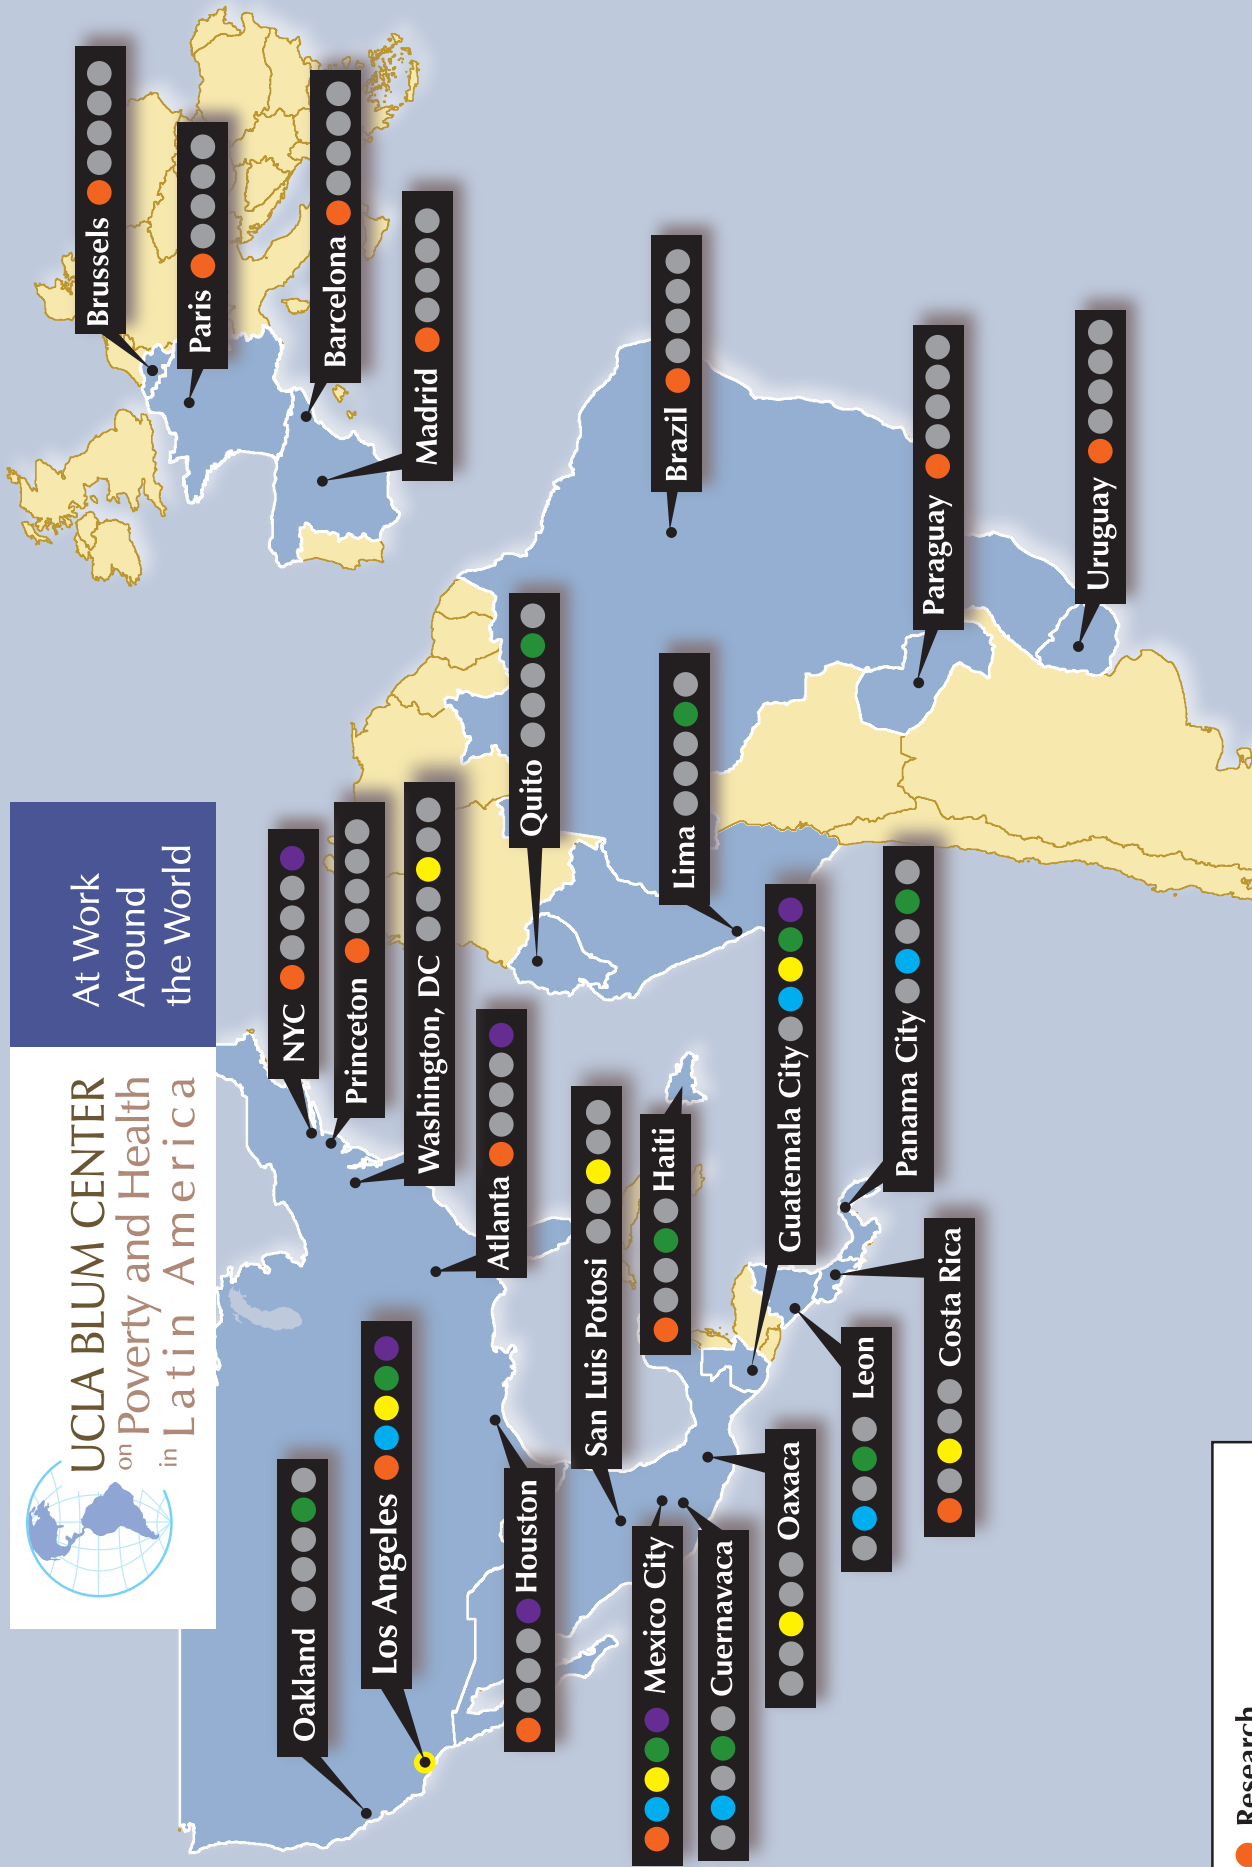 UCLA BLUM CENTER
on Poverty and Health
in Latin America
At Work
Around
the World
Brussels
Paris
Barcelona
Madrid
NYC
Princeton
Washington, DC
Atlanta
Oakland
Los Angeles
Houston
San Luis Potosi
Haiti
Mexico City
Cuernavaca
Oaxaca
Guatemala City
Leon
Costa Rica
Panama City
Quito
Lima
Brazil
Paraguay
Uruguay
Research